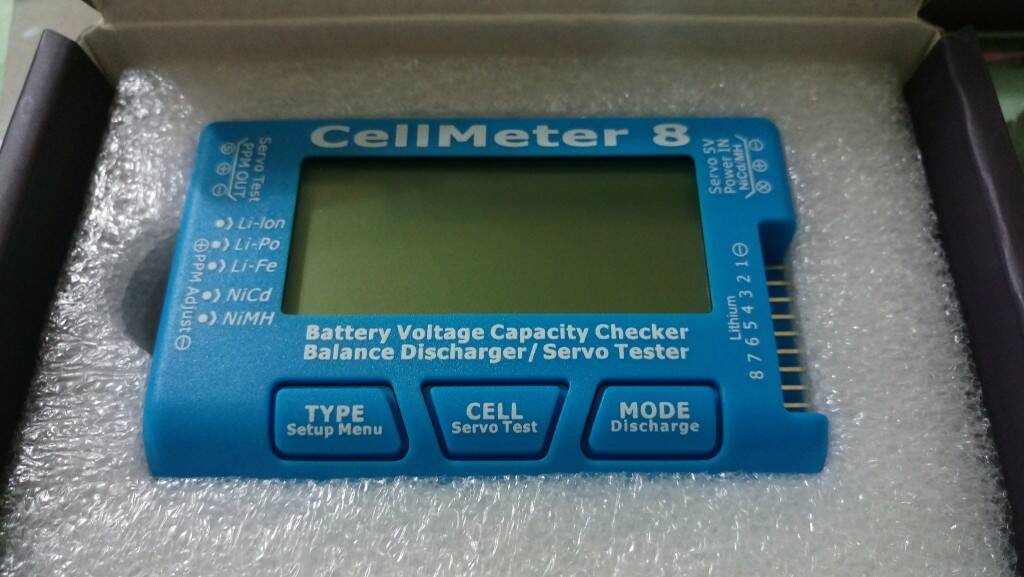 CellMeter 8
Servo Test
PPM OUT
Servo 5V
Power IN
NiCd/MH
Li-Ion
Li-Po
Li-Fe
NiCd
NiMH
⊕PPM Adjust⊖
Lithium
8 7 6 5 4 3 2 1⊖
Battery Voltage Capacity Checker
Balance Discharger/Servo Tester
TYPE
Setup Menu
CELL
Servo Test
MODE
Discharge